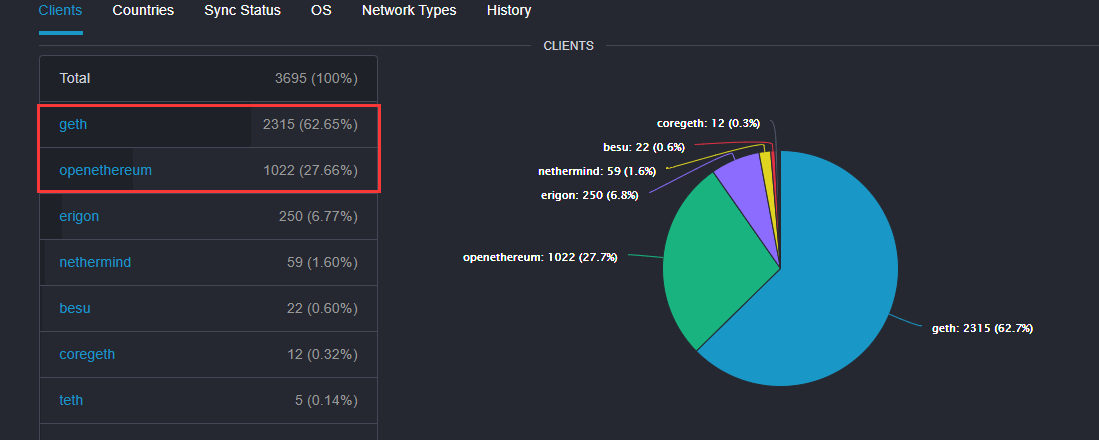 Clients Countries Sync Status OS Network Types History
CLIENTS
Total 3695 (100%)
geth 2315 (62.65%)
openethereum 1022 (27.66%)
erigon 250 (6.77%)
nethermind 59 (1.60%)
besu 22 (0.60%)
coregeth 12 (0.32%)
teth 5 (0.14%)
coregeth: 12 (0.3%)
besu: 22 (0.6%)
nethermind: 59 (1.6%)
erigon: 250 (6.8%)
openethereum: 1022 (27.7%)
geth: 2315 (62.7%)